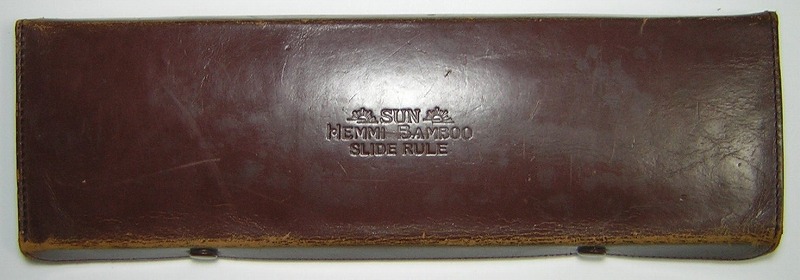 SUN
HEMMI BAMBOO
SLIDE RULE